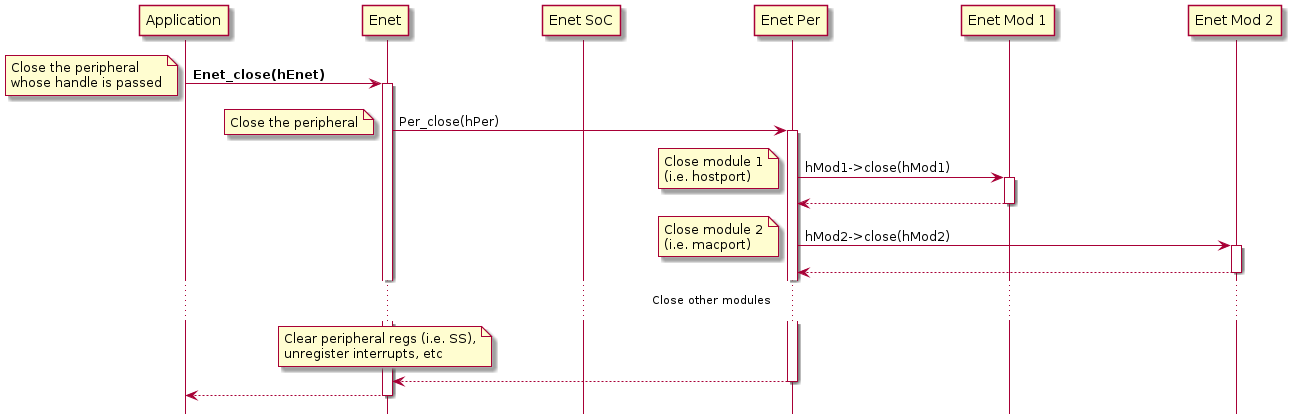 Application
Enet
Enet SoC
Enet Per
Enet Mod 1
Enet Mod 2
Close the peripheral
whose handle is passed
Enet_close(hEnet)
Close the peripheral
Per_close(hPer)
Close module 1
(i.e. hostport)
hMod1->close(hMod1)
Close module 2
(i.e. macport)
hMod2->close(hMod2)
Close other modules
Clear peripheral regs (i.e. SS),
unregister interrupts, etc